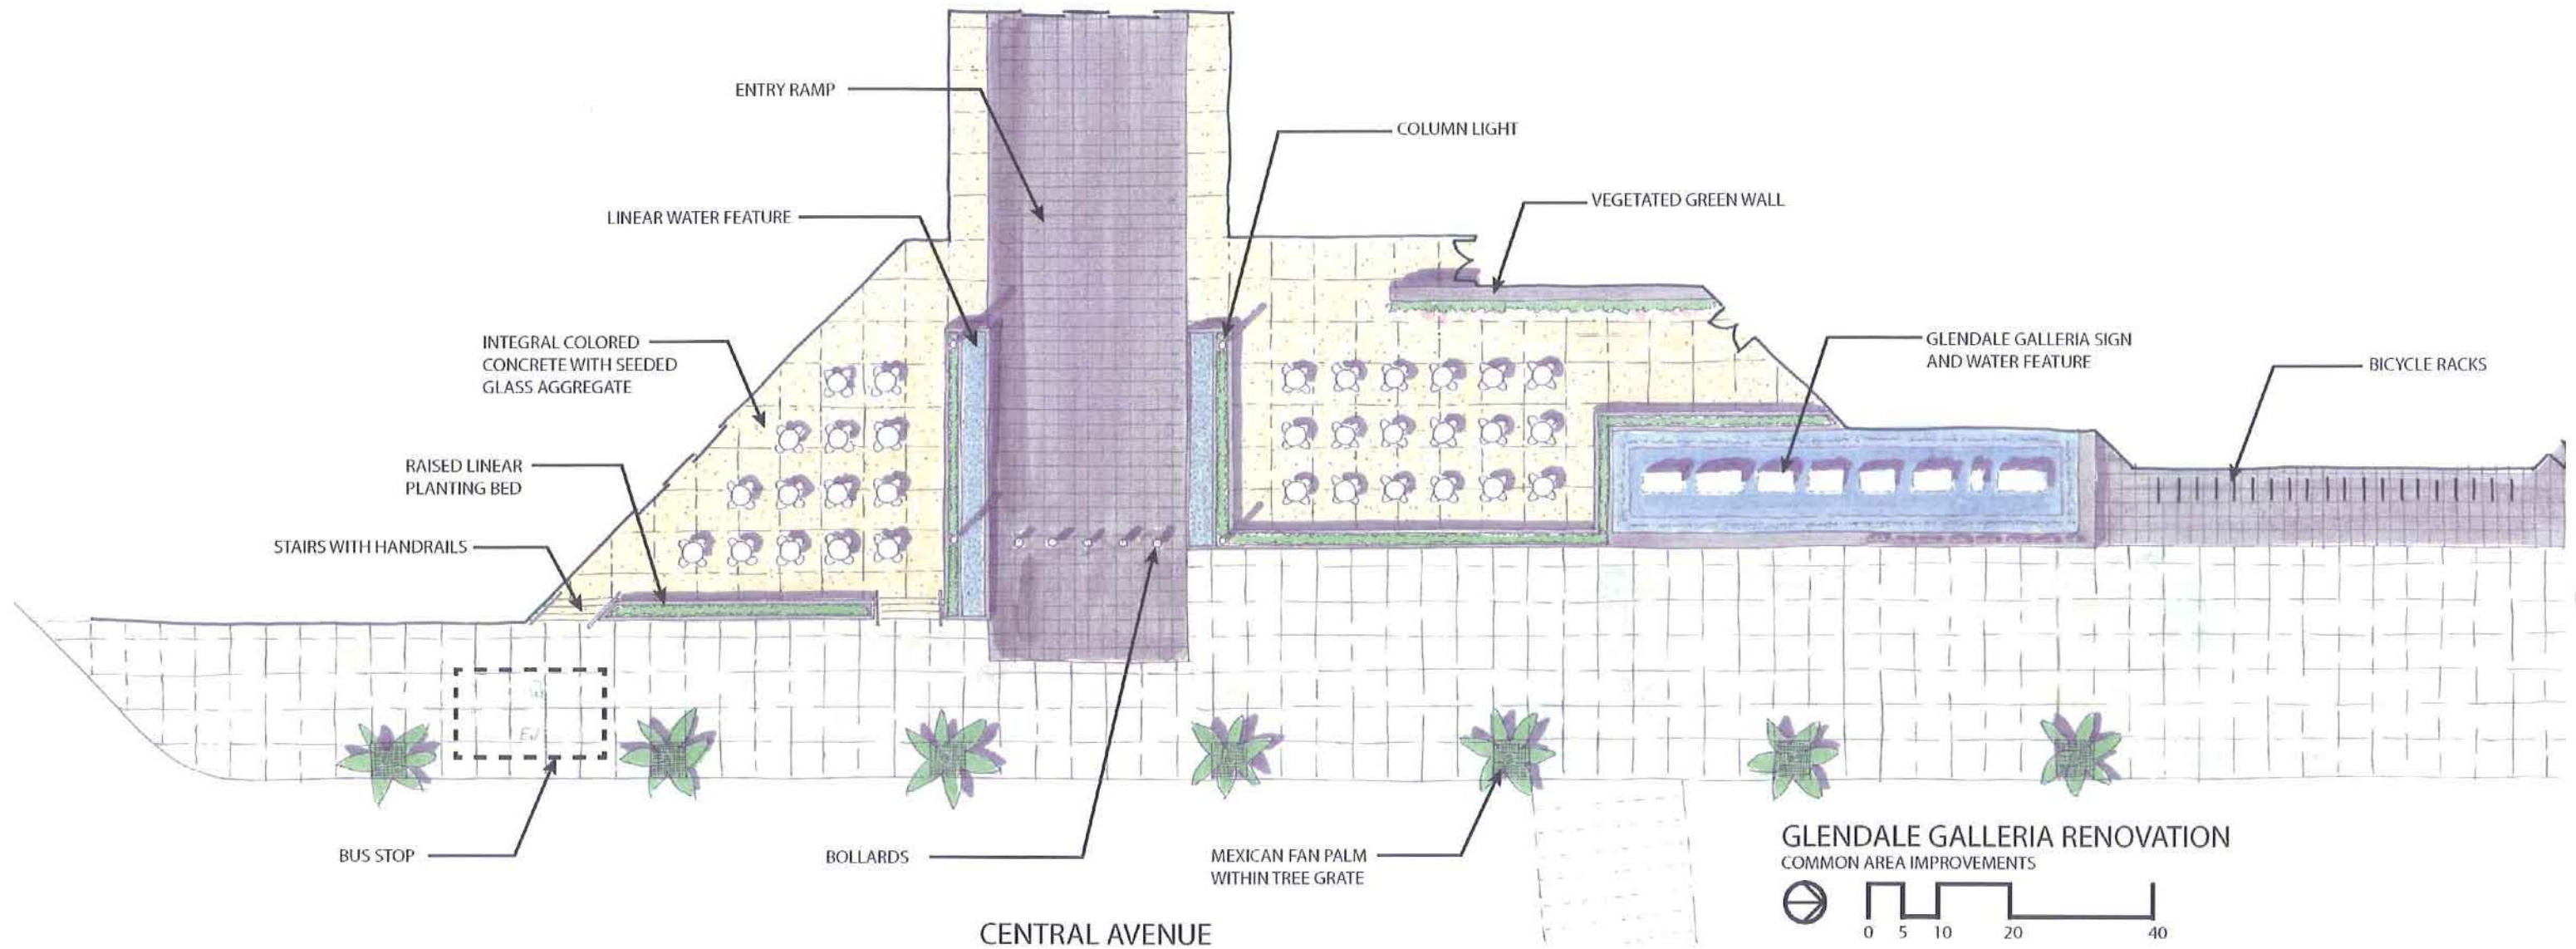 ENTRY RAMP
COLUMN LIGHT
VEGETATED GREEN WALL
LINEAR WATER FEATURE
INTEGRAL COLORED
CONCRETE WITH SEEDED
GLASS AGGREGATE
GLENDALE GALLERIA SIGN
AND WATER FEATURE
BICYCLE RACKS
RAISED LINEAR
PLANTING BED
STAIRS WITH HANDRAILS
BUS STOP
BOLLARDS
MEXICAN FAN PALM
WITHIN TREE GRATE
GLENDALE GALLERIA RENOVATION
COMMON AREA IMPROVEMENTS
0 5 10 20 40
CENTRAL AVENUE